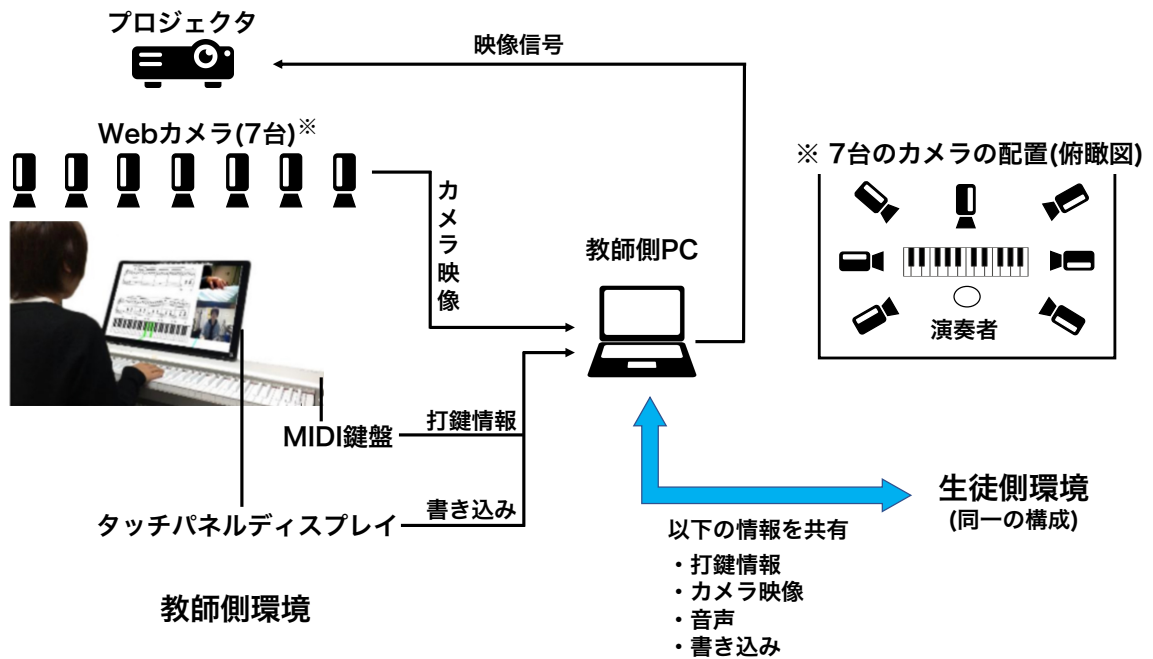 プロジェクタ
映像信号
Webカメラ(7台)※
※ 7台のカメラの配置(俯瞰図)
カメラ映像
教師側PC
演奏者
MIDI鍵盤
打鍵情報
タッチパネルディスプレイ
書き込み
生徒側環境
(同一の構成)
以下の情報を共有
・打鍵情報
・カメラ映像
・音声
・書き込み
教師側環境